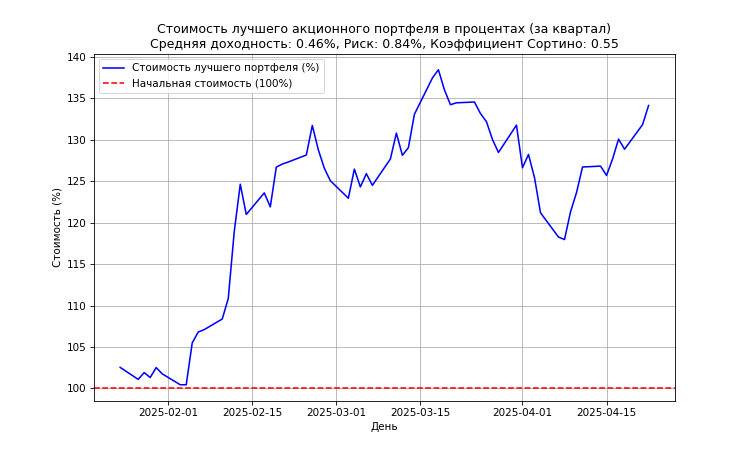 Стоимость лучшего акционного портфеля в процентах (за квартал)
Средняя доходность: 0.46%, Риск: 0.84%, Коэффициент Сортино: 0.55
Стоимость лучшего портфеля (%)
Начальная стоимость (100%)
Стоимость (%)
140
135
130
125
120
115
110
105
100
2025-02-01
2025-02-15
2025-03-01
2025-03-15
2025-04-01
2025-04-15
День